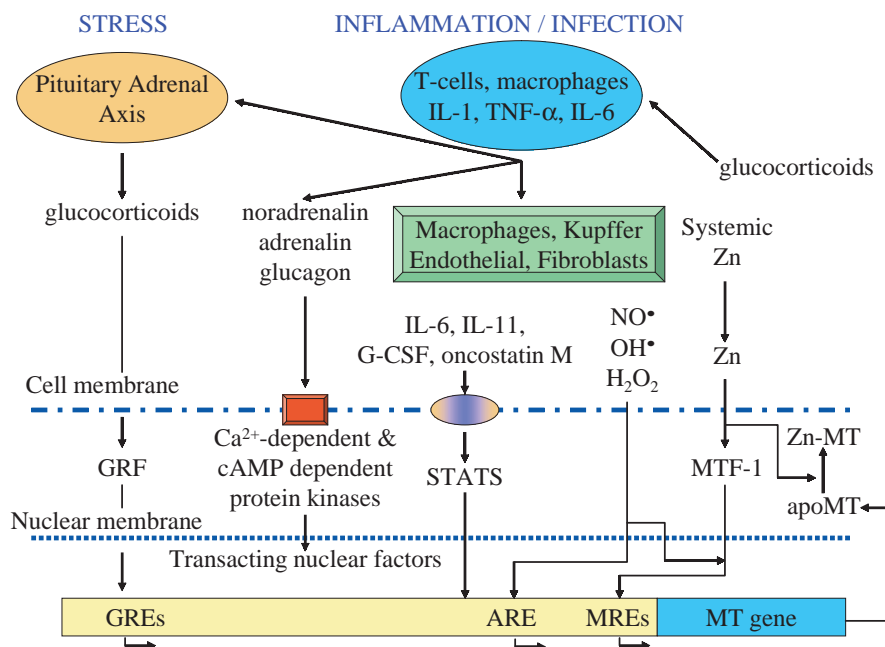 STRESS
INFLAMMATION / INFECTION
Pituitary Adrenal
Axis
T-cells, macrophages
IL-1, TNF-α, IL-6
glucocorticoids
glucocorticoids
noradrenalin
adrenalin
glucagon
Macrophages, Kupffer
Endothelial, Fibroblasts
Systemic
Zn
IL-6, IL-11,
G-CSF, oncostatin M
NO•
OH•
H₂O₂
Zn
Cell membrane
GRF
Ca²⁺-dependent &
cAMP dependent
protein kinases
STATS
MTF-1
Zn-MT
apoMT
Nuclear membrane
Transacting nuclear factors
GREs
ARE
MREs
MT gene